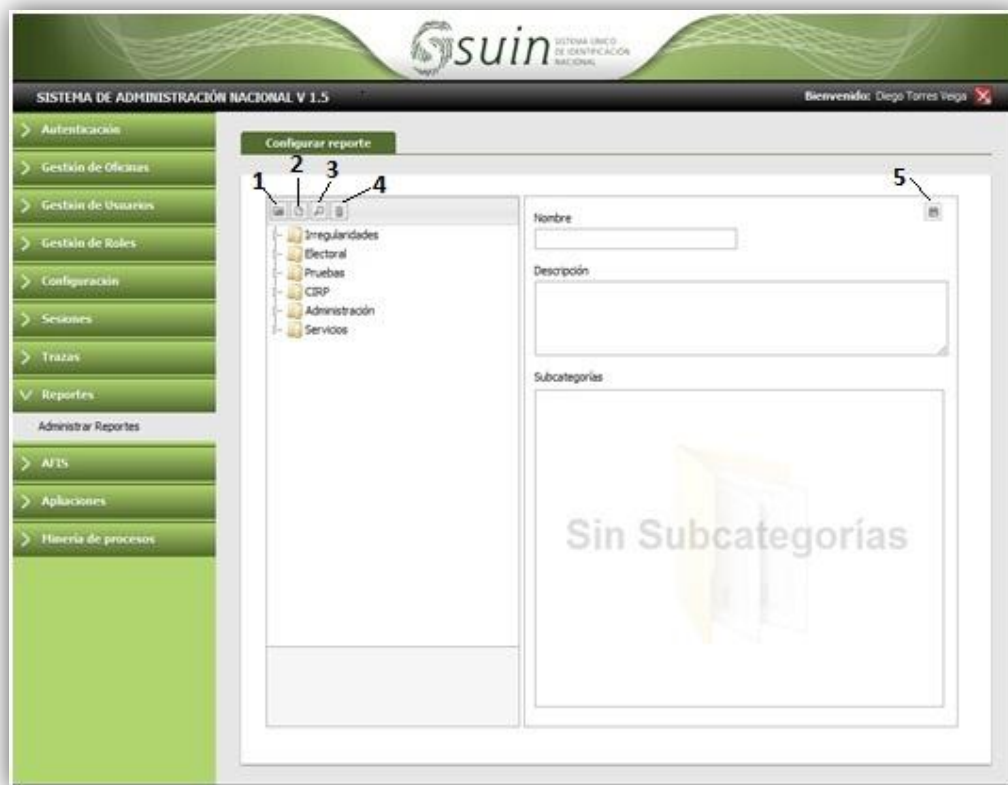 suin SISTEMA ÚNICO
DE IDENTIFICACIÓN
NACIONAL
SISTEMA DE ADMINISTRACIÓN NACIONAL V 1.5
Bienvenido: Diego Torres Veiga
Autenticación
Gestión de Oficinas
Gestión de Usuarios
Gestión de Roles
Configuración
Sesiones
Trazas
Reportes
Administrar Reportes
AFIS
Apliaciones
Minería de procesos
Configurar reporte
1 2 3 4 5
Irregularidades
Electoral
Pruebas
CIRP
Administración
Servicios
Nombre
Descripción
Subcategorías
Sin Subcategorías